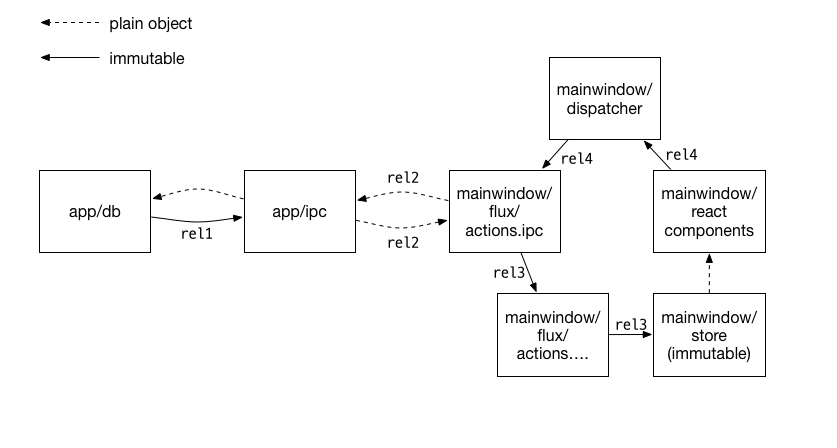 plain object
immutable
mainwindow/
dispatcher
rel4
rel4
app/db
rel1
app/ipc
rel2
rel2
mainwindow/
flux/
actions.ipc
mainwindow/
react
components
rel3
mainwindow/
flux/
actions....
rel3
mainwindow/
store
(immutable)